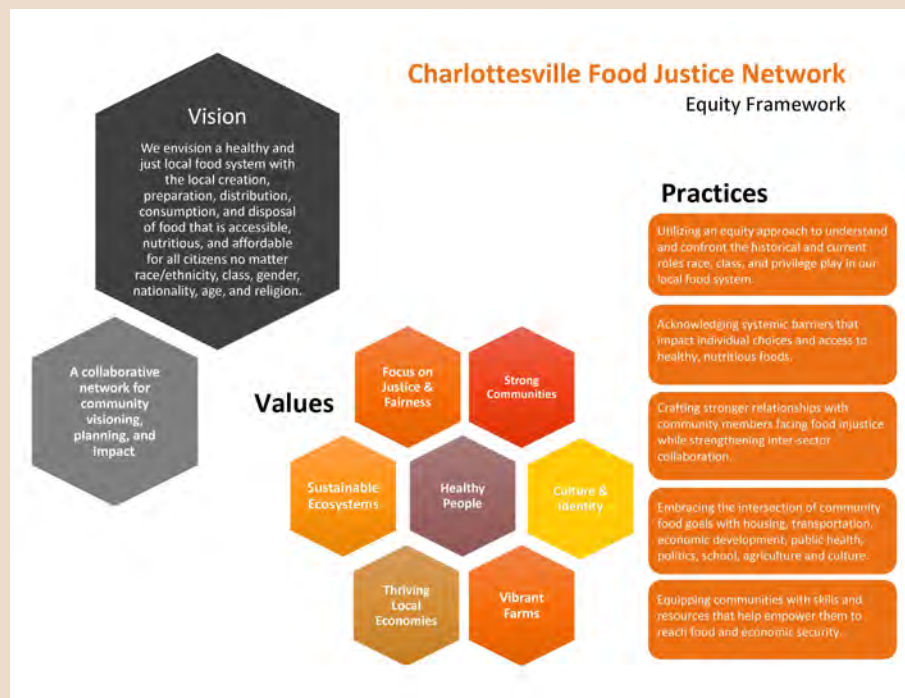 Charlottesville Food Justice Network
Equity Framework
Vision
We envision a healthy and
just local food system with
the local creation,
preparation, distribution,
consumption, and disposal
of food that is accessible,
nutritious, and affordable
for all citizens no matter
race/ethnicity, class, gender,
nationality, age, and religion.
A collaborative
network for
community
visioning,
planning, and
impact
Values
Focus on
Justice &
Fairness
Strong
Communities
Sustainable
Ecosystems
Healthy
People
Culture &
Identity
Thriving
Local
Economies
Vibrant
Farms
Practices
Utilizing an equity approach to understand
and confront the historical and current
roles race, class, and privilege play in our
local food system.
Acknowledging systemic barriers that
impact individual choices and access to
healthy, nutritious foods.
Crafting stronger relationships with
community members facing food injustice
while strengthening inter-sector
collaboration.
Embracing the intersection of community
food goals with housing, transportation,
economic development, public health,
politics, school, agriculture and culture.
Equipping communities with skills and
resources that help empower them to
reach food and economic security.